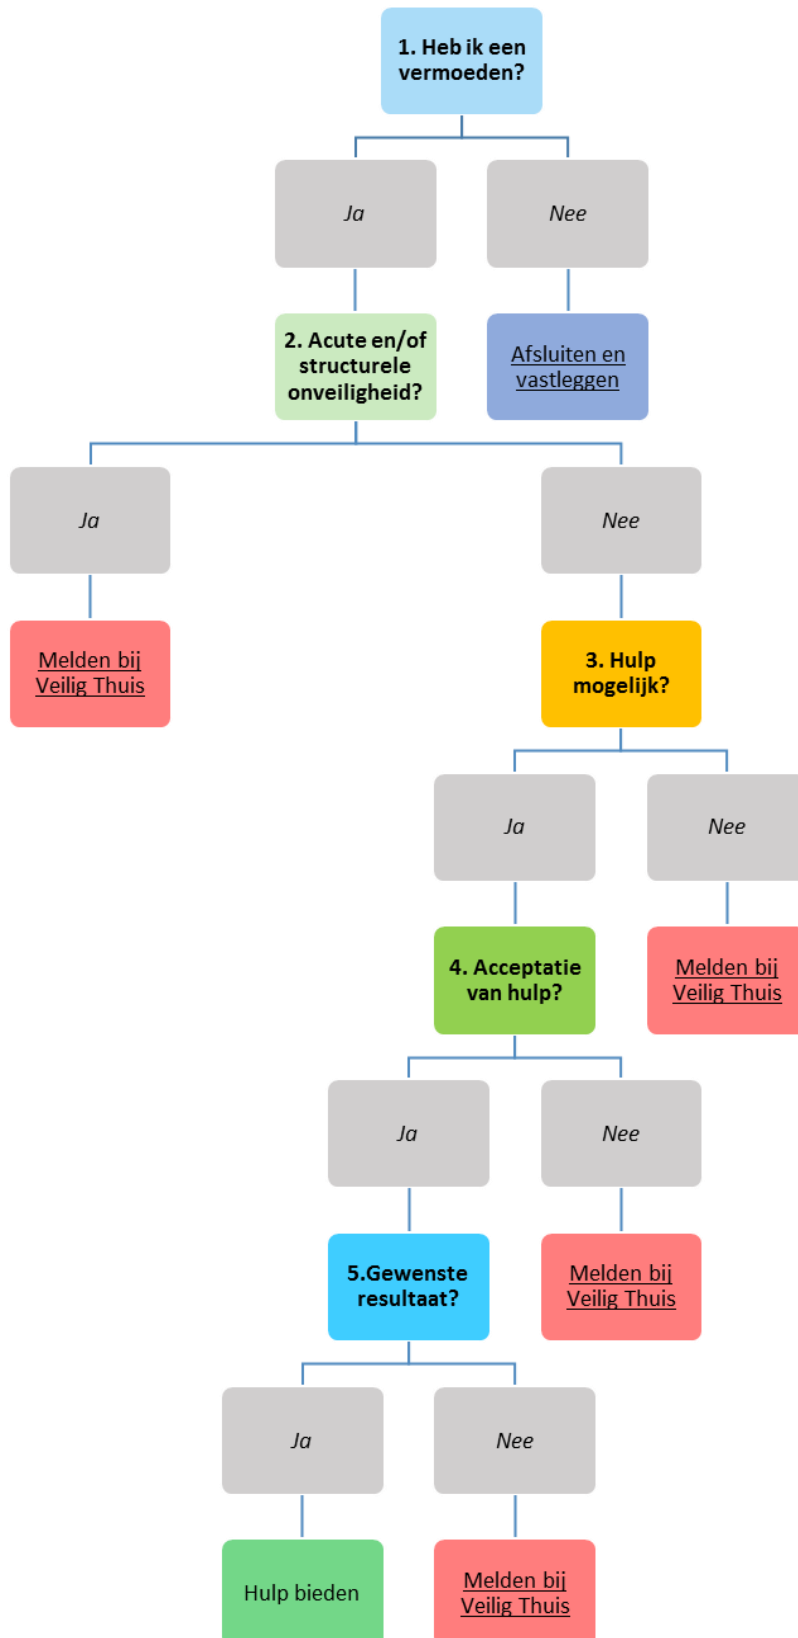 1. Heb ik een
vermoeden?
Ja
Nee
2. Acute en/of
structurele
onveiligheid?
Afsluiten en
vastleggen
Ja
Nee
Melden bij
Veilig Thuis
3. Hulp
mogelijk?
Ja
Nee
4. Acceptatie
van hulp?
Melden bij
Veilig Thuis
Ja
Nee
5.Gewenste
resultaat?
Melden bij
Veilig Thuis
Ja
Nee
Hulp bieden
Melden bij
Veilig Thuis